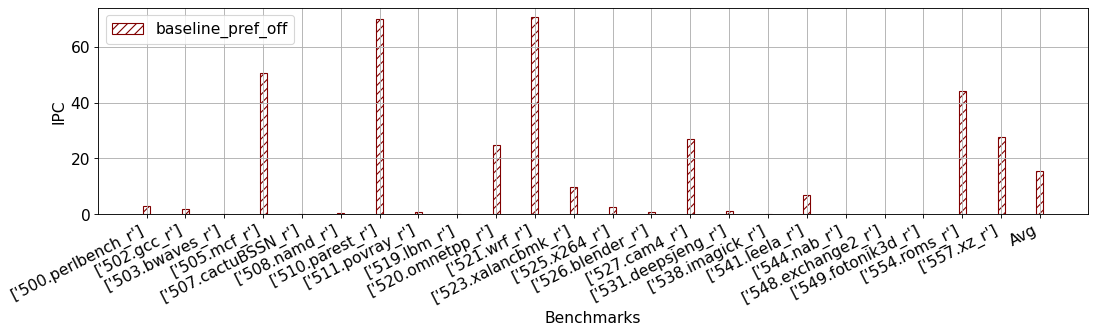 baseline_pref_off
IPC
60
40
20
0
['500.perlbench_r']
['502.gcc_r']
['503.bwaves_r']
['505.mcf_r']
['507.cactuBSSN_r']
['508.namd_r']
['510.parest_r']
['511.povray_r']
['519.lbm_r']
['520.omnetpp_r']
['521.wrf_r']
['523.xalancbmk_r']
['525.x264_r']
['526.blender_r']
['527.cam4_r']
['531.deepsjeng_r']
['538.imagick_r']
['541.leela_r']
['544.nab_r']
['548.exchange2_r']
['549.fotonik3d_r']
['554.roms_r']
['557.xz_r']
Avg
Benchmarks